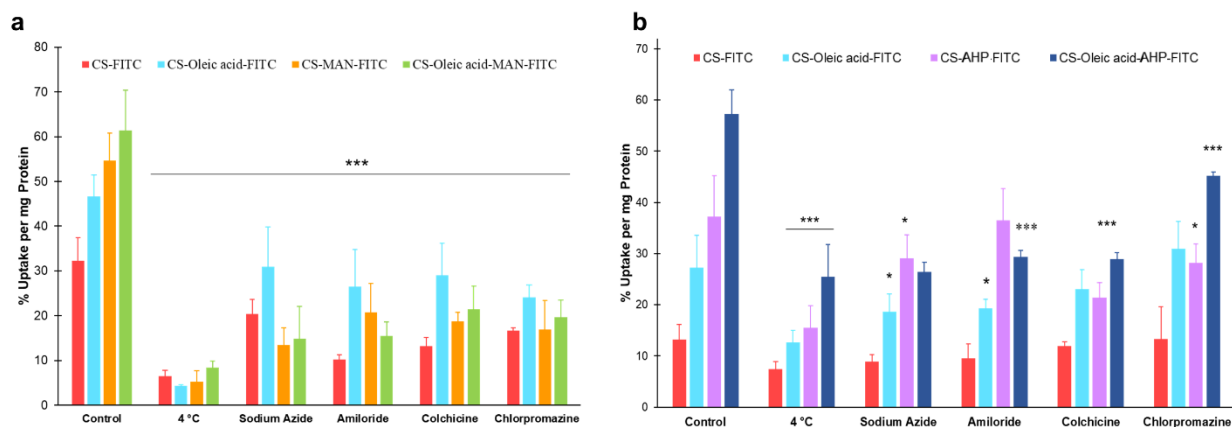 a
80
70
60
50
40
30
20
10
0
% Uptake per mg Protein
CS-FITC CS-Oleic acid-FITC CS-MAN-FITC CS-Oleic acid-MAN-FITC
***
Control 4 °C Sodium Azide Amiloride Colchicine Chlorpromazine
b
70
60
50
40
30
20
10
0
% Uptake per mg Protein
CS-FITC CS-Oleic acid-FITC CS-AHP-FITC CS-Oleic acid-AHP-FITC
***
* *
* ***
***
* ***
Control 4 °C Sodium Azide Amiloride Colchicine Chlorpromazine